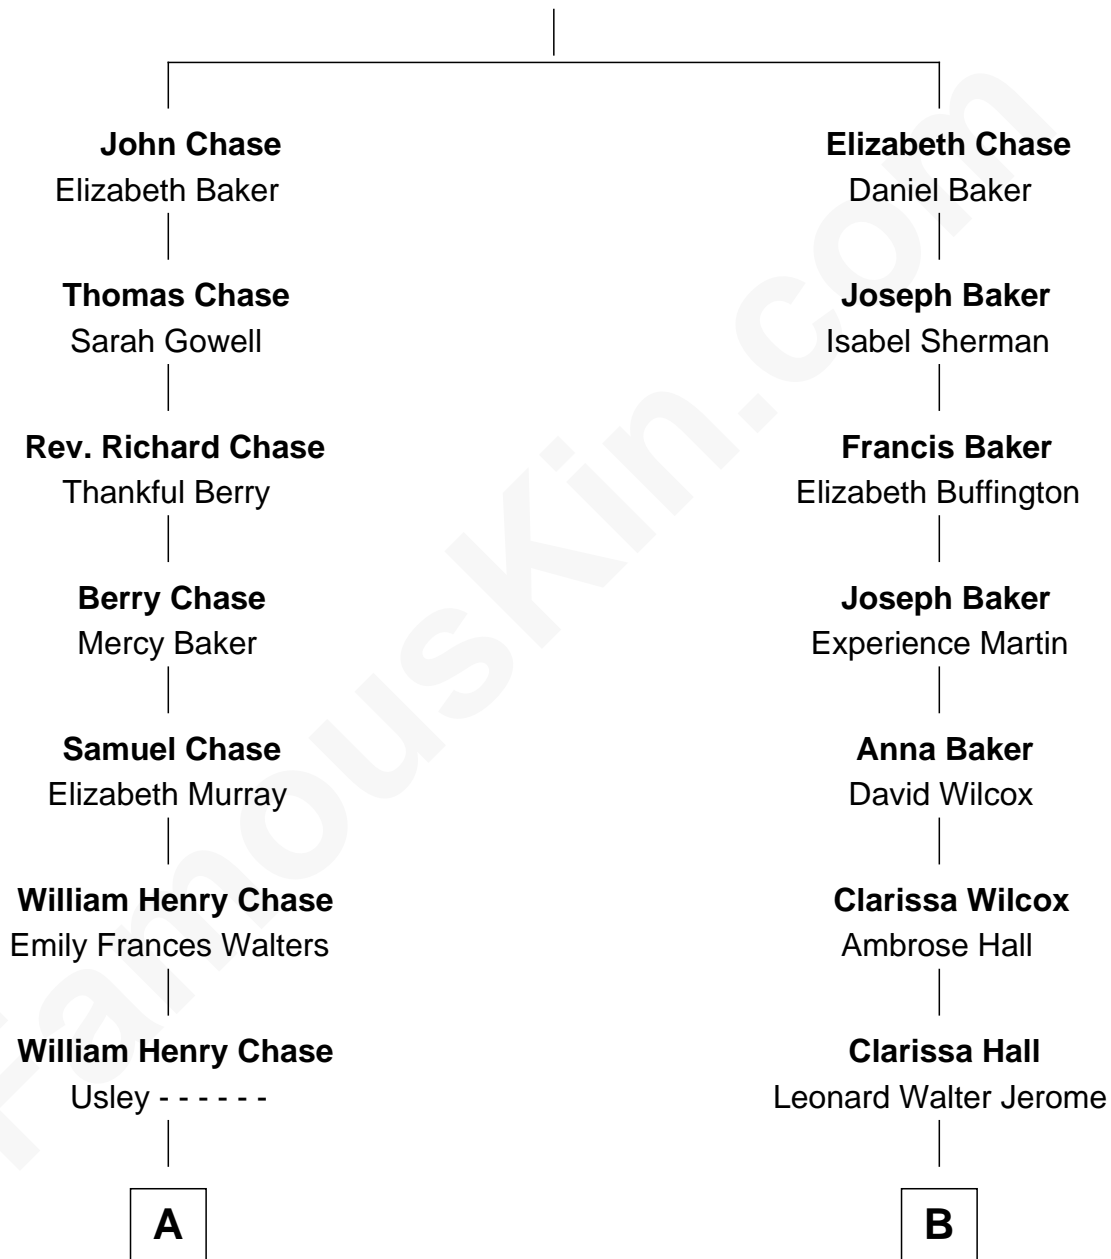 John Chase
Elizabeth Baker
Thomas Chase
Sarah Gowell
Rev. Richard Chase
Thankful Berry
Berry Chase
Mercy Baker
Samuel Chase
Elizabeth Murray
William Henry Chase
Emily Frances Walters
William Henry Chase
Usley - - - - - -
A
Elizabeth Chase
Daniel Baker
Joseph Baker
Isabel Sherman
Francis Baker
Elizabeth Buffington
Joseph Baker
Experience Martin
Anna Baker
David Wilcox
Clarissa Wilcox
Ambrose Hall
Clarissa Hall
Leonard Walter Jerome
B
FamousKin.com